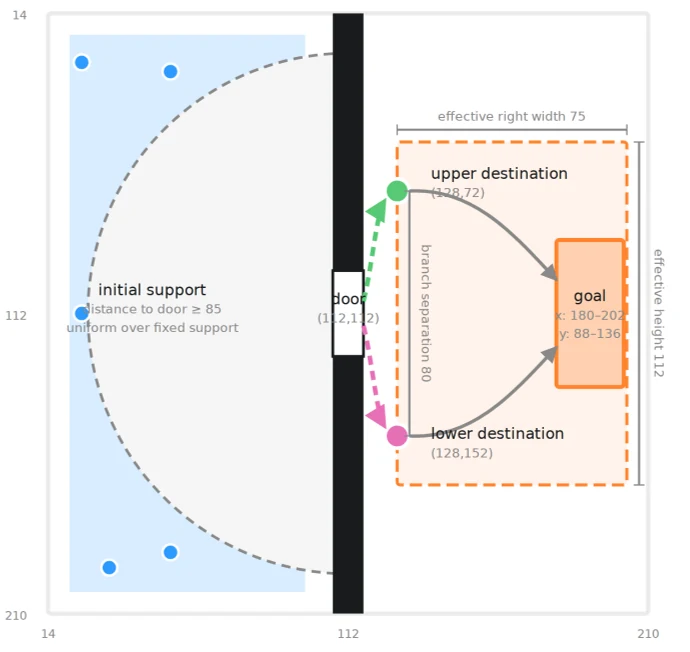 14
effective right width 75
upper destination
(128,72)
initial support
distance to door ≥ 85
uniform over fixed support
door
(112,112)
branch separation 80
goal
x: 180–202
y: 88–136
effective height 112
112
lower destination
(128,152)
210
14
112
210